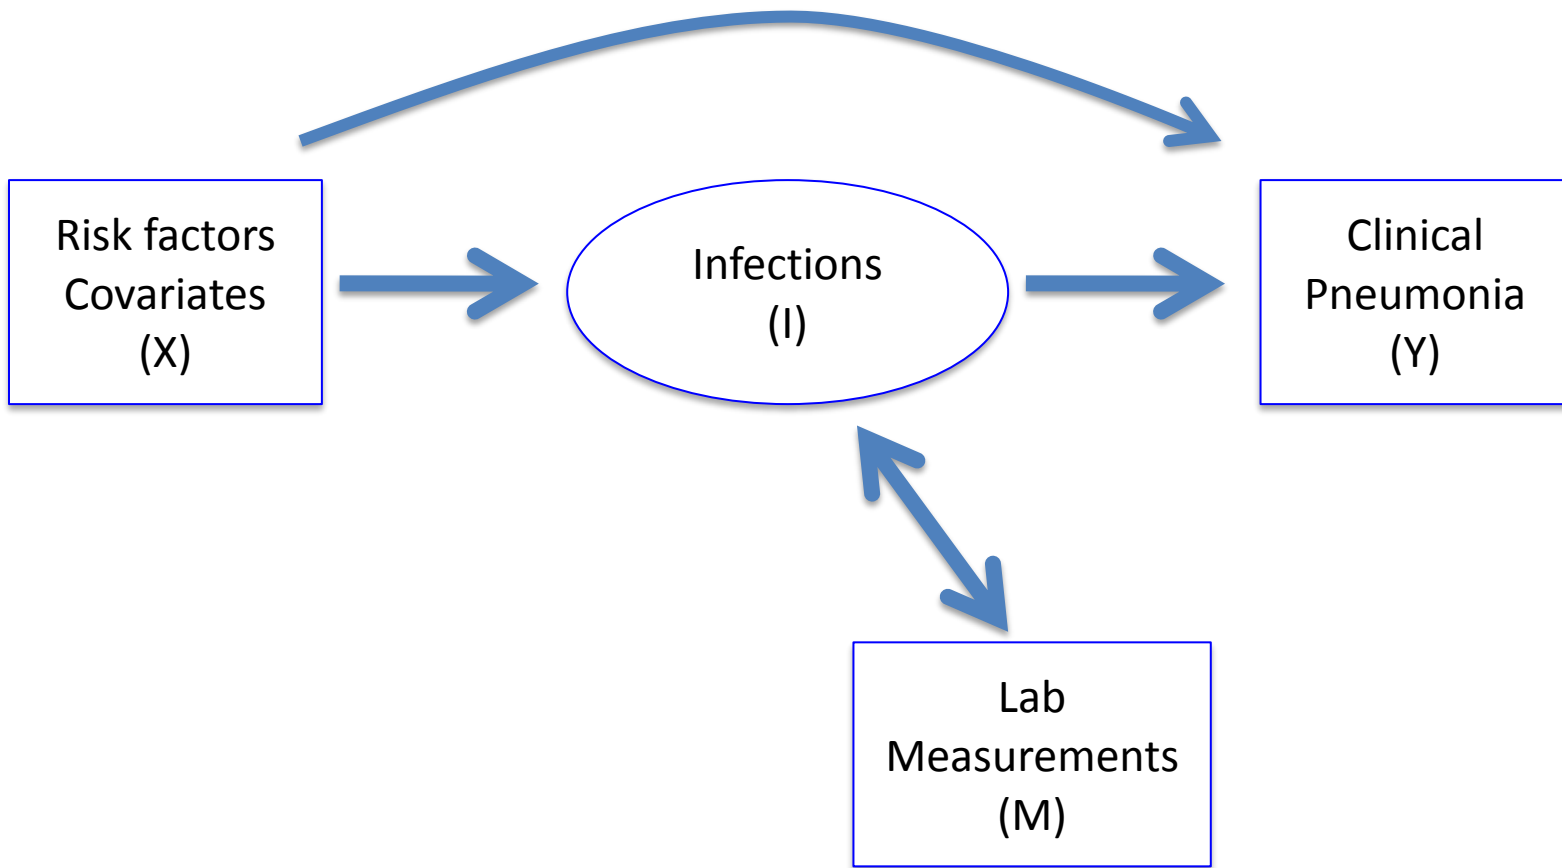 Risk factors
Covariates
(X)
Infections
(I)
Clinical
Pneumonia
(Y)
Lab
Measurements
(M)